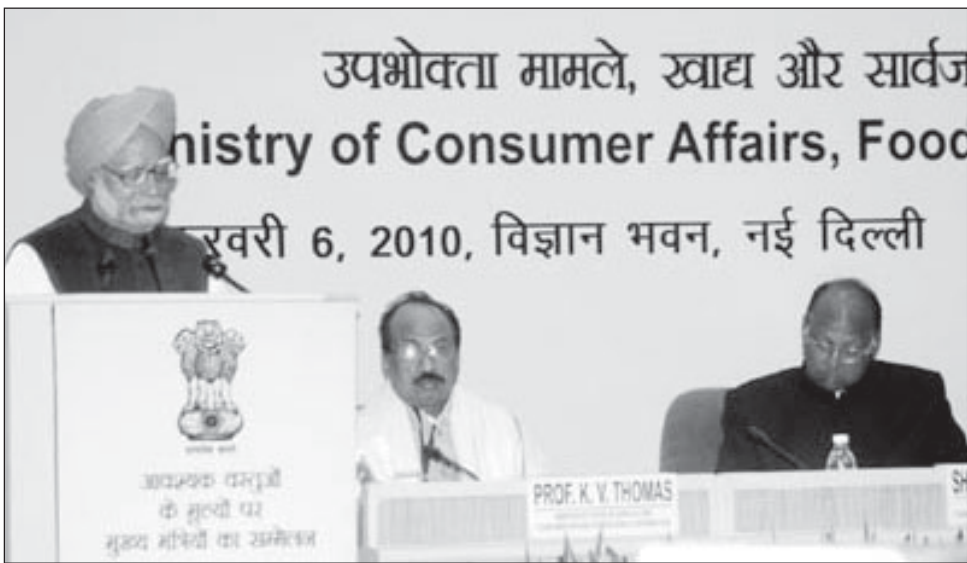 उपभोक्ता मामले, खाद्य और सार्वज
nistry of Consumer Affairs, Food
रवरी 6, 2010, विज्ञान भवन, नई दिल्ली
आवश्यक वस्तुओं
के मूल्यों पर
मुख्य मंत्रियों का सम्मेलन
PROF. K. V. THOMAS
SH